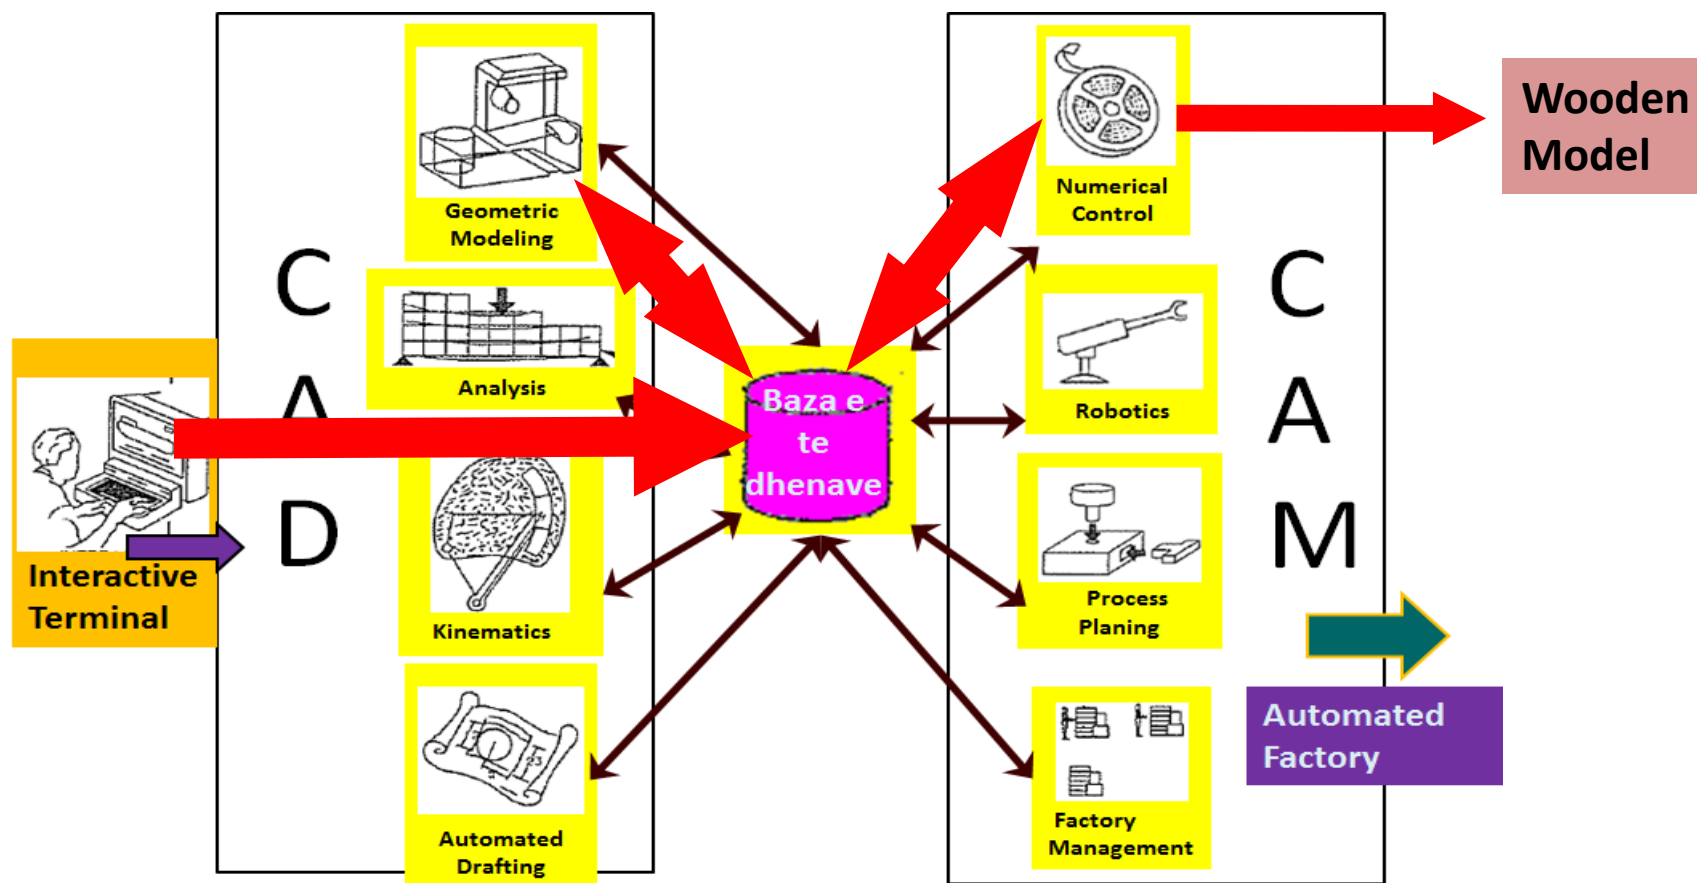 Geometric
Modeling
Analysis
Kinematics
Automated
Drafting
C
A
D
Interactive
Terminal
Baza e
te
dhenave
Numerical
Control
Robotics
Process
Planing
Factory
Management
C
A
M
Wooden
Model
Automated
Factory